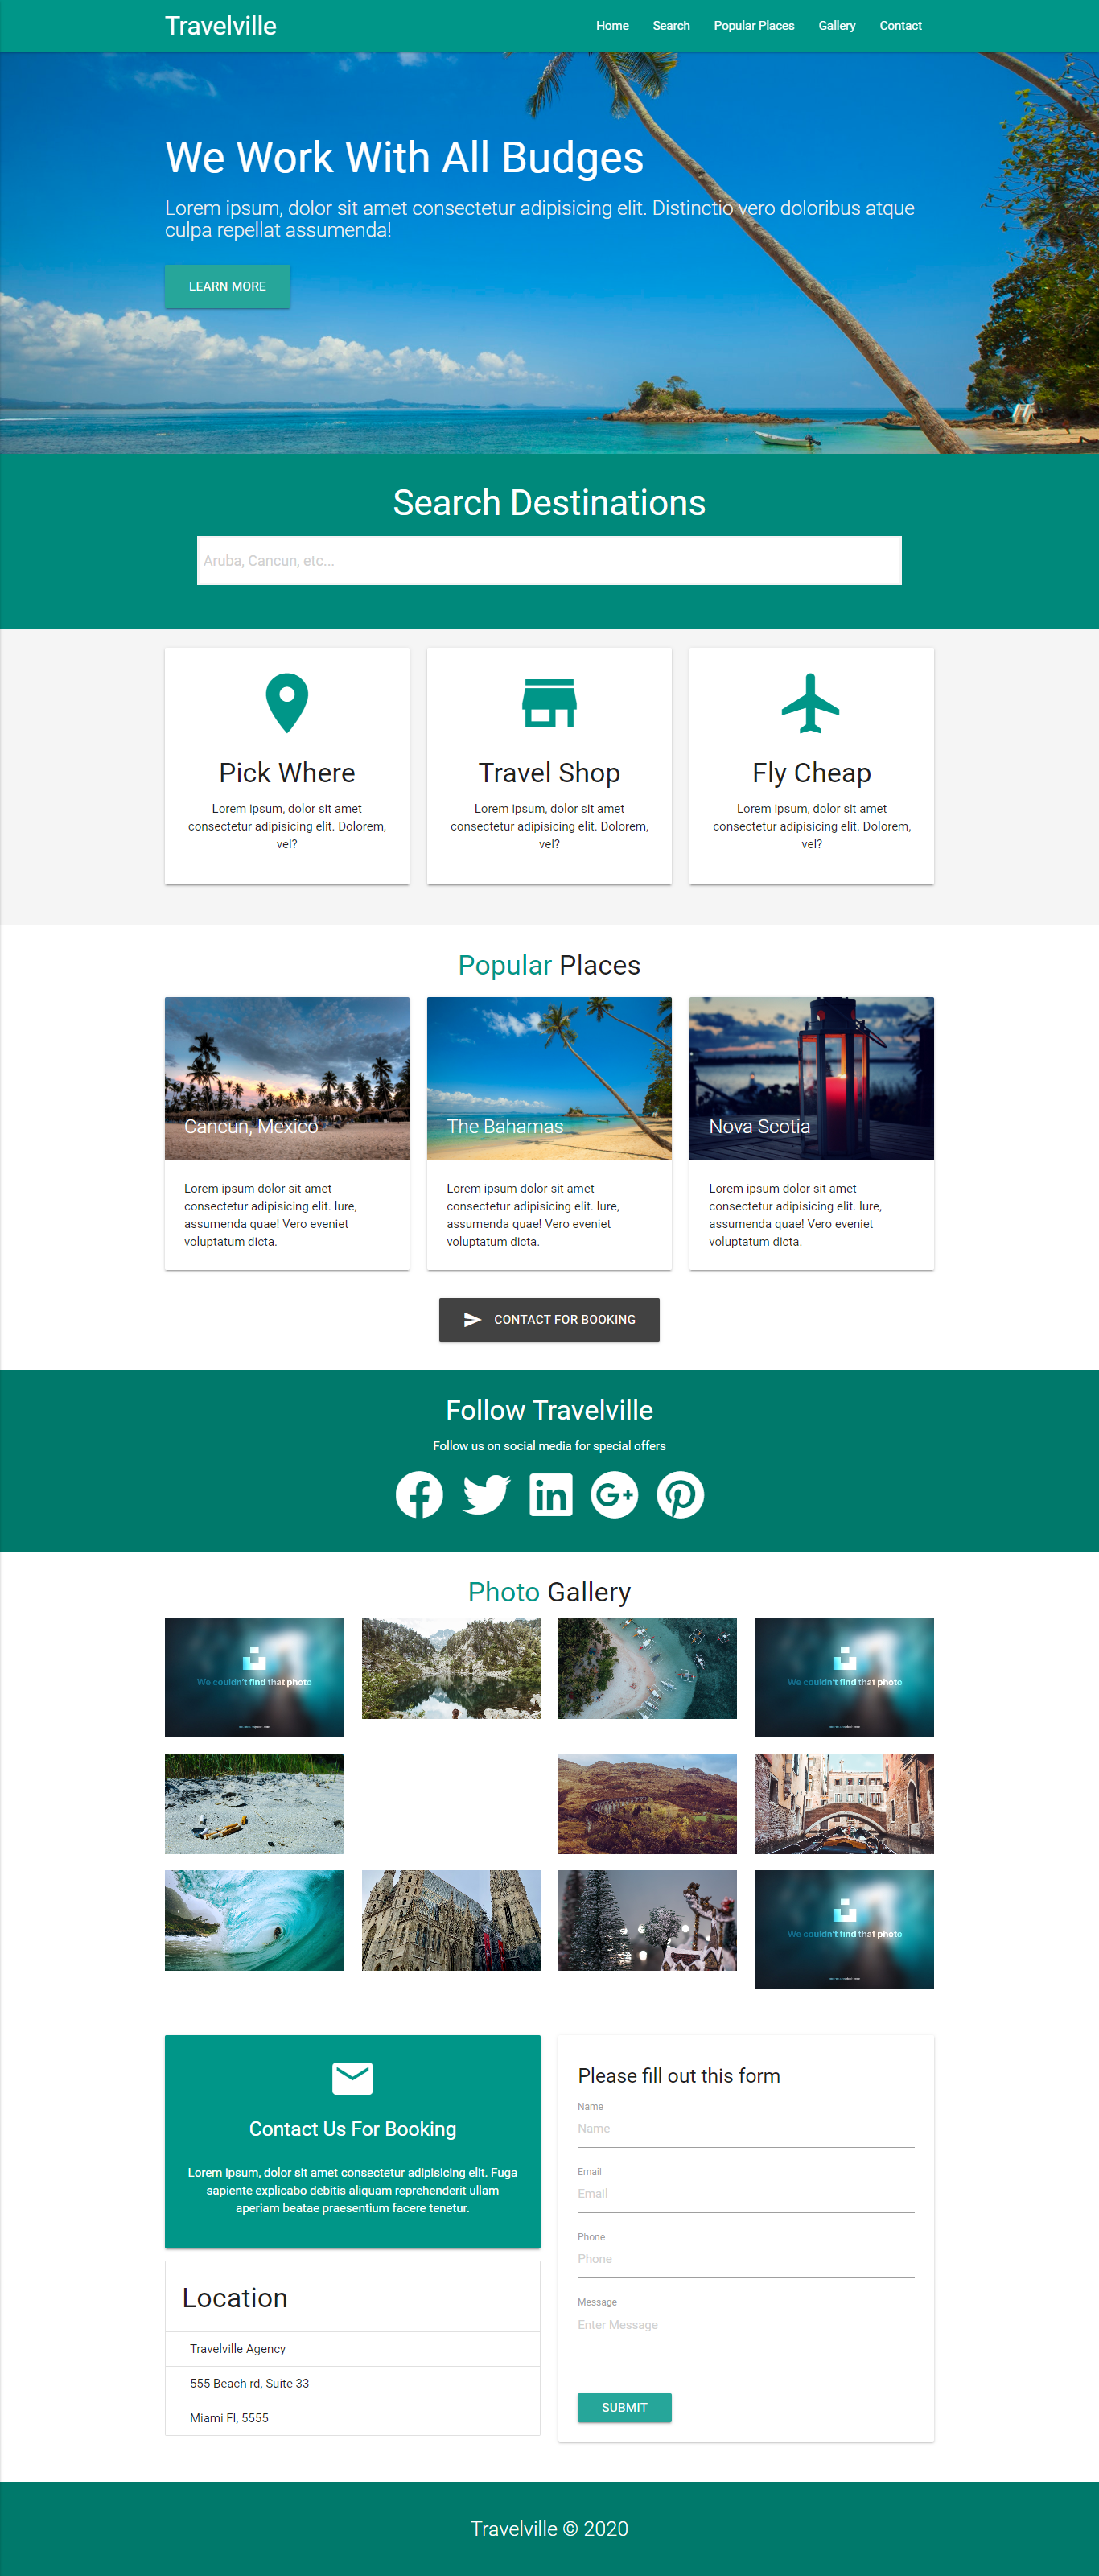 Travelville
Home Search Popular Places Gallery Contact
We Work With All Budges
Lorem ipsum, dolor sit amet consectetur adipisicing elit. Distinctio vero doloribus atque
culpa repellat assumenda!
LEARN MORE
Search Destinations
Aruba, Cancun, etc...
Pick Where
Lorem ipsum, dolor sit amet
consectetur adipisicing elit. Dolorem,
vel?
Travel Shop
Lorem ipsum, dolor sit amet
consectetur adipisicing elit. Dolorem,
vel?
Fly Cheap
Lorem ipsum, dolor sit amet
consectetur adipisicing elit. Dolorem,
vel?
Popular Places
Cancun, Mexico
Lorem ipsum dolor sit amet
consectetur adipisicing elit. Iure,
assumenda quae! Vero eveniet
voluptatum dicta.
The Bahamas
Lorem ipsum dolor sit amet
consectetur adipisicing elit. Iure,
assumenda quae! Vero eveniet
voluptatum dicta.
Nova Scotia
Lorem ipsum dolor sit amet
consectetur adipisicing elit. Iure,
assumenda quae! Vero eveniet
voluptatum dicta.
CONTACT FOR BOOKING
Follow Travelville
Follow us on social media for special offers
Photo Gallery
We couldn't find that photo
We couldn't find that photo
We couldn't find that photo
Contact Us For Booking
Lorem ipsum, dolor sit amet consectetur adipisicing elit. Fuga
sapiente explicabo debitis aliquam reprehenderit ullam
aperiam beatae praesentium facere tenetur.
Location
Travelville Agency
555 Beach rd, Suite 33
Miami Fl, 5555
Please fill out this form
Name
Name
Email
Email
Phone
Phone
Message
Enter Message
SUBMIT
Travelville © 2020